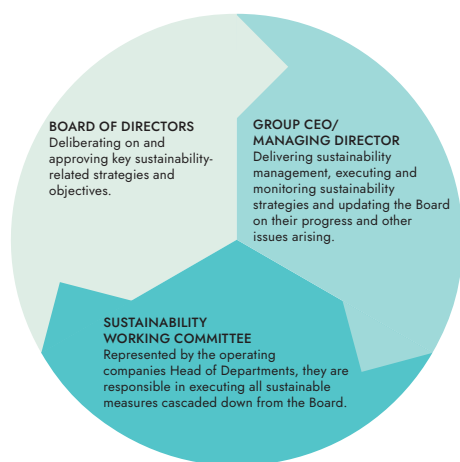 BOARD OF DIRECTORS
Deliberating on and
approving key sustainability-
related strategies and
objectives.
GROUP CEO/
MANAGING DIRECTOR
Delivering sustainability
management, executing and
monitoring sustainability
strategies and updating the Board
on their progress and other
issues arising.
SUSTAINABILITY
WORKING COMMITTEE
Represented by the operating
companies Head of Departments, they are
responsible in executing all sustainable
measures cascaded down from the Board.